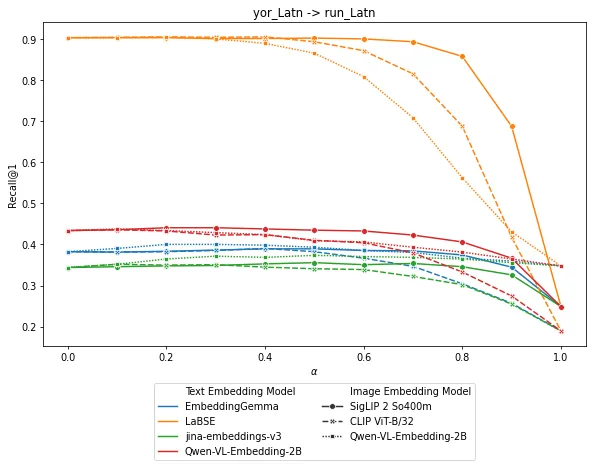 yor_Latn -> run_Latn
Recall@1
0.9
0.8
0.7
0.6
0.5
0.4
0.3
0.2
0.0
0.2
0.4
0.6
0.8
1.0
α
Text Embedding Model
EmbeddingGemma
LaBSE
jina-embeddings-v3
Qwen-VL-Embedding-2B
Image Embedding Model
SigLIP 2 So400m
CLIP ViT-B/32
Qwen-VL-Embedding-2B